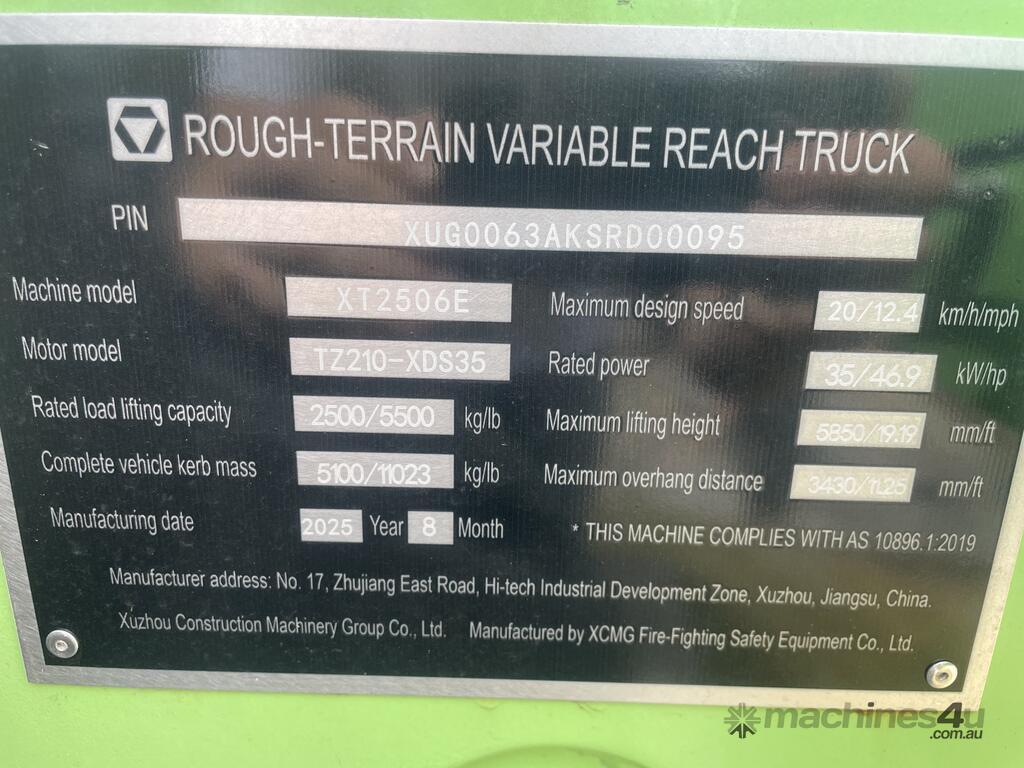 ROUGH-TERRAIN VARIABLE REACH TRUCK
PIN XUG0063AKSRD00095
Machine model XT2506E
Maximum design speed 20/12.4 km/h/mph
Motor model TZ210-XDS35
Rated power 35/46.9 kW/hp
Rated load lifting capacity 2500/5500 kg/lb
Maximum lifting height 5850/19.19 mm/ft
Complete vehicle kerb mass 5100/11023 kg/lb
Maximum overhang distance 3430/11.25 mm/ft
Manufacturing date 2025 Year 8 Month
* THIS MACHINE COMPLIES WITH AS 10896.1:2019
Manufacturer address: No. 17, Zhujiang East Road, Hi-tech Industrial Development Zone, Xuzhou, Jiangsu, China.
Xuzhou Construction Machinery Group Co., Ltd. Manufactured by XCMG Fire-Fighting Safety Equipment Co., Ltd.
machines4u
.com.au